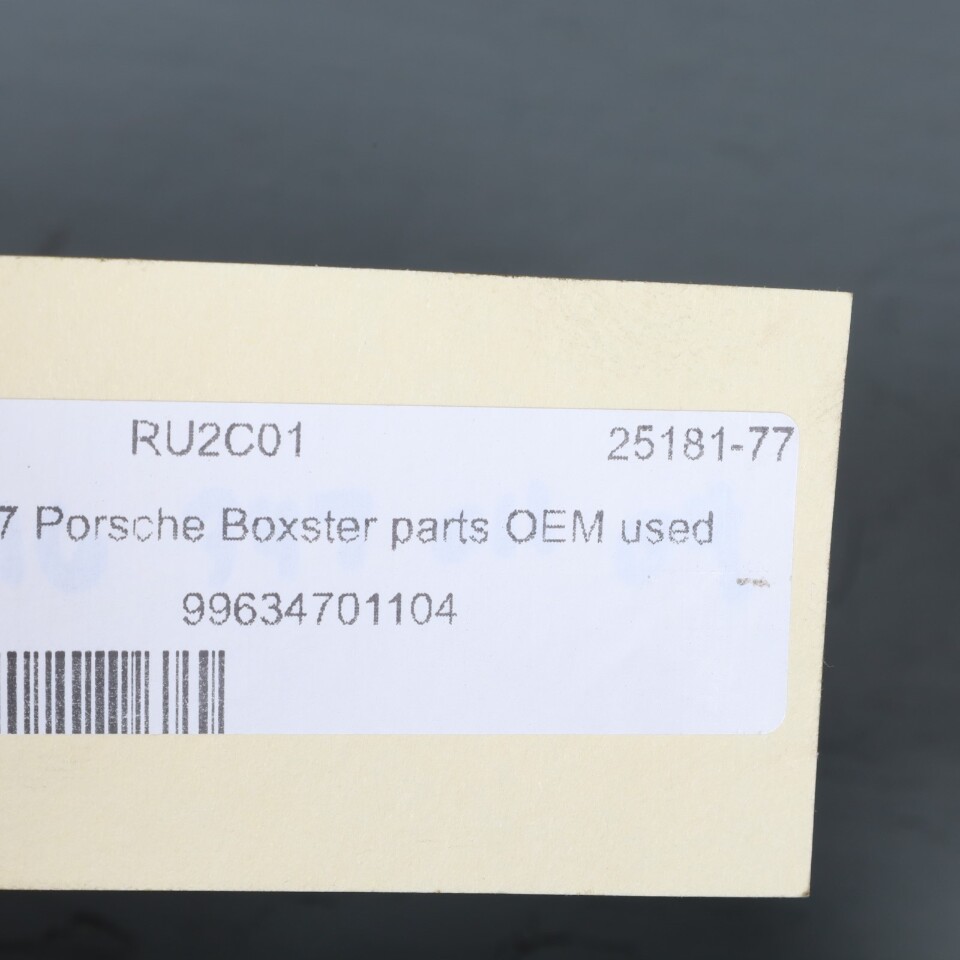 RU2C01 25181-77
7 Porsche Boxster parts OEM used
99634701104